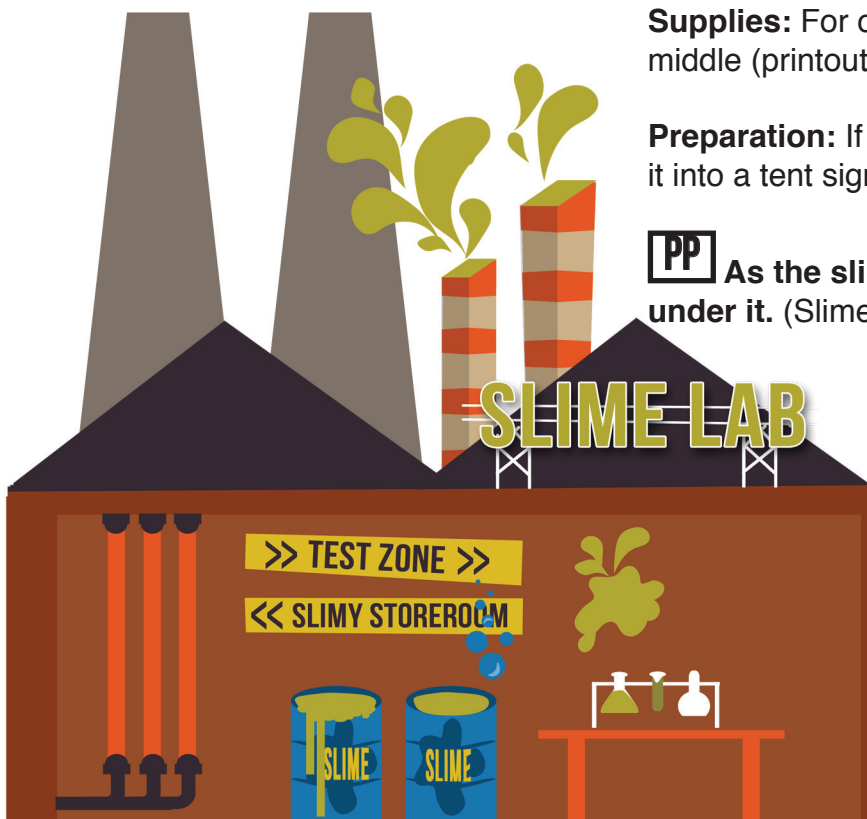 Supplies: For
middle (printout
Preparation: If
it into a tent sign
PP As the sli
under it. (Slime
SLIME LAB
>> TEST ZONE >>
<< SLIMY STOREROOM
SLIME
SLIME